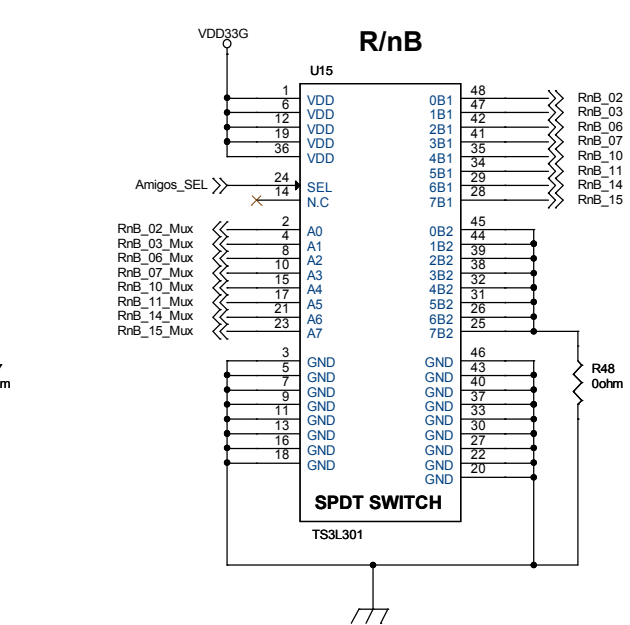 R/nB
VDD33G
U15
1 VDD 0B1 48 RnB_02
6 VDD 1B1 47 RnB_03
12 VDD 2B1 42 RnB_06
19 VDD 3B1 41 RnB_07
36 VDD 4B1 35 RnB_10
5B1 34 RnB_11
Amigos_SEL 24 SEL 6B1 29 RnB_14
14 N.C 7B1 28 RnB_15
RnB_02_Mux 2 A0 0B2 45
RnB_03_Mux 4 A1 1B2 44
RnB_06_Mux 8 A2 2B2 39
RnB_07_Mux 10 A3 3B2 38
RnB_10_Mux 15 A4 4B2 32
RnB_11_Mux 17 A5 5B2 31
RnB_14_Mux 21 A6 6B2 26
RnB_15_Mux 23 A7 7B2 25
3 GND GND 46
5 GND GND 43
7 GND GND 40
9 GND GND 37
11 GND GND 33
13 GND GND 30
16 GND GND 27
18 GND GND 22
GND 20
R48
0ohm
SPDT SWITCH
TS3L301